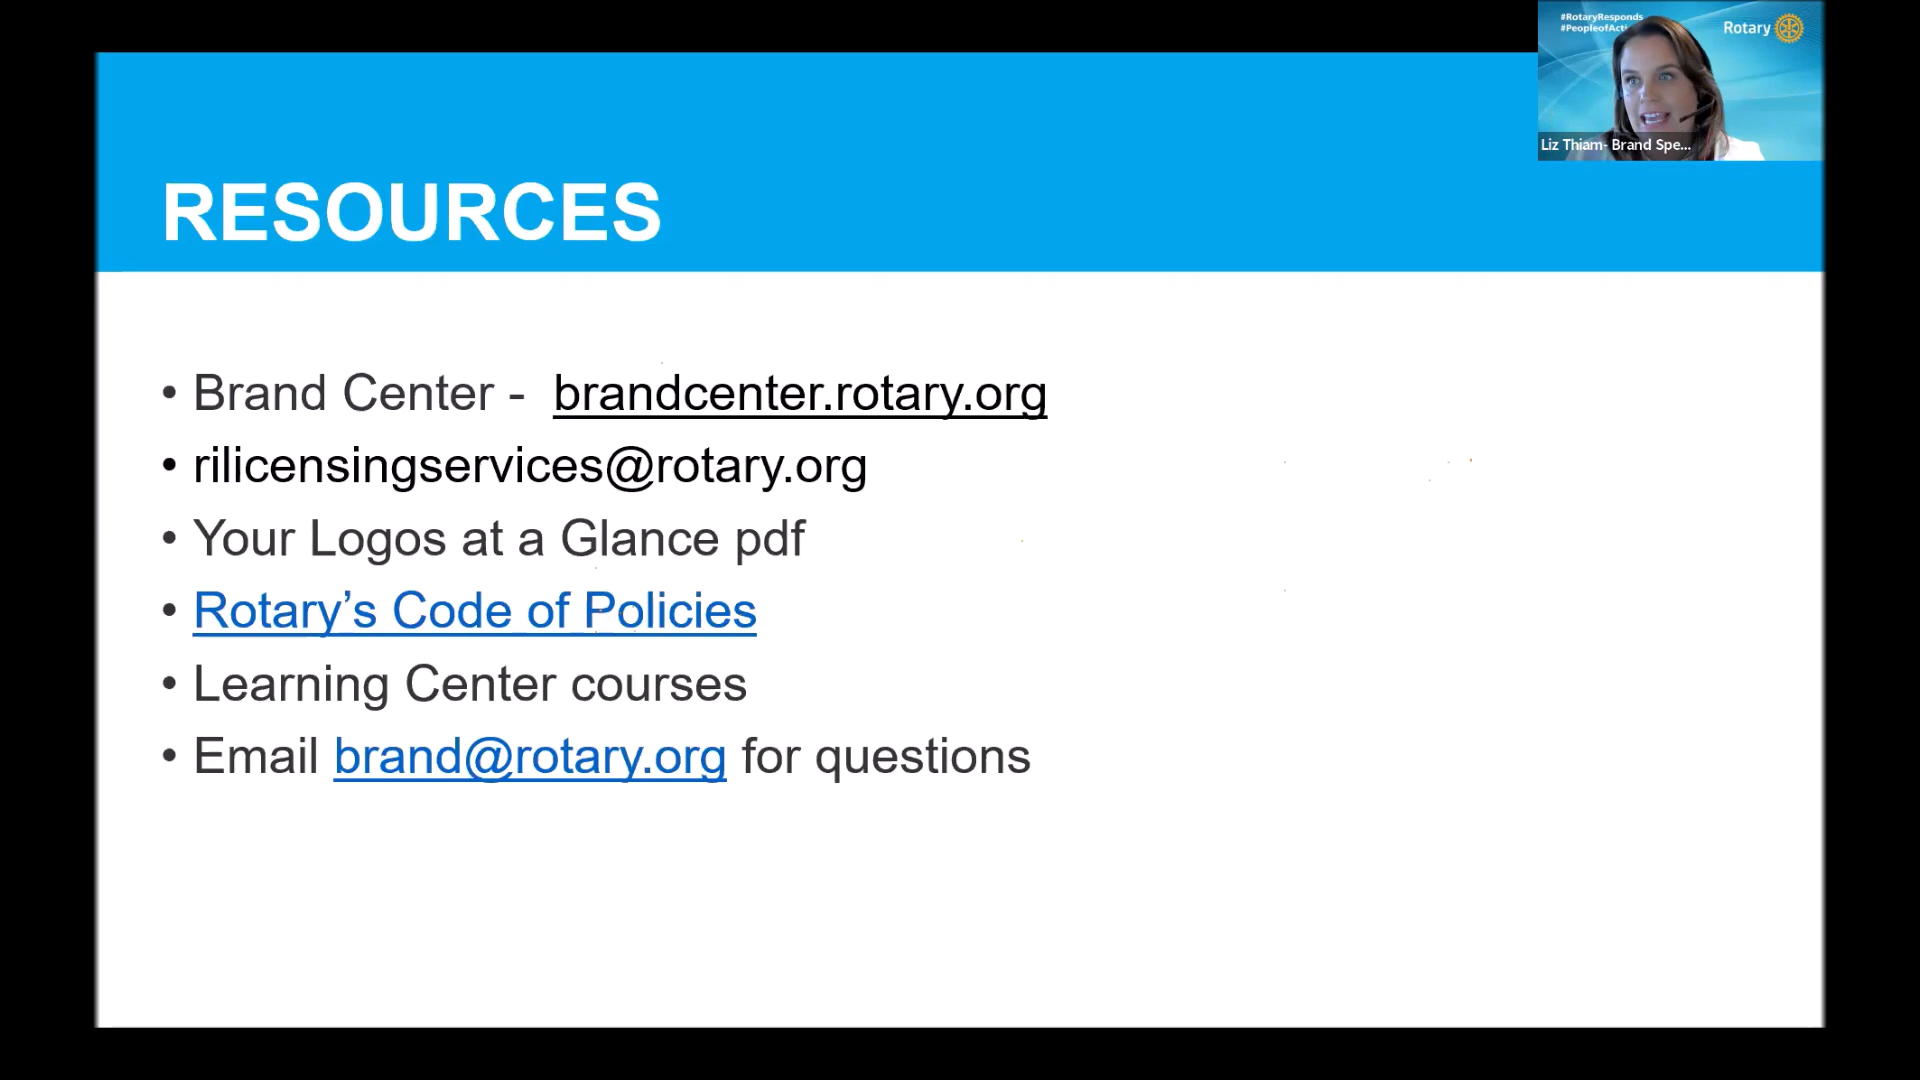 #RotaryResponds
#PeopleofActi
Rotary
Liz Thiam- Brand Spe...
RESOURCES
• Brand Center - brandcenter.rotary.org
• rilicensingservices@rotary.org
• Your Logos at a Glance pdf
• Rotary’s Code of Policies
• Learning Center courses
• Email brand@rotary.org for questions